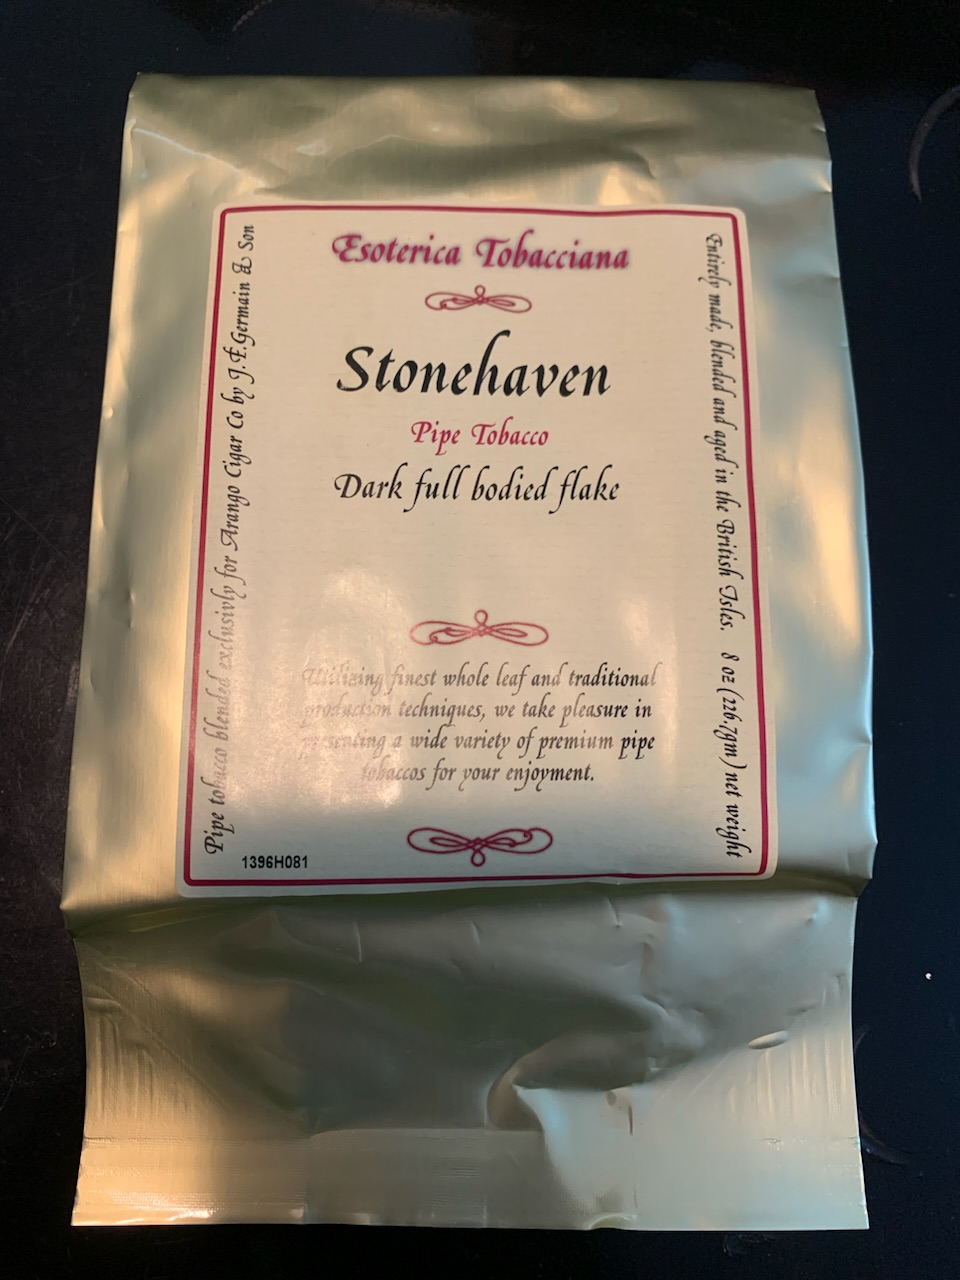 Esoterica Tobacciana
Stonehaven
Pipe Tobacco
Dark full bodied flake
Utilizing finest whole leaf and traditional
production techniques, we take pleasure in
presenting a wide variety of premium pipe
tobaccos for your enjoyment.
Pipe tobacco blended exclusivly for Arango Cigar Co by J.F.Germain & Son
Entirely made, blended and aged in the British Isles. 8 oz (226.7gm) net weight
1396H081